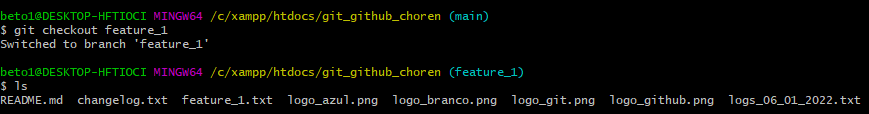 beto1@DESKTOP-HFTIOCI MINGW64 /c/xampp/htdocs/git_github_choren (main)
$ git checkout feature_1
Switched to branch 'feature_1'
beto1@DESKTOP-HFTIOCI MINGW64 /c/xampp/htdocs/git_github_choren (feature_1)
$ ls
README.md changelog.txt feature_1.txt logo_azul.png logo_branco.png logo_git.png logo_github.png logs_06_01_2022.txt